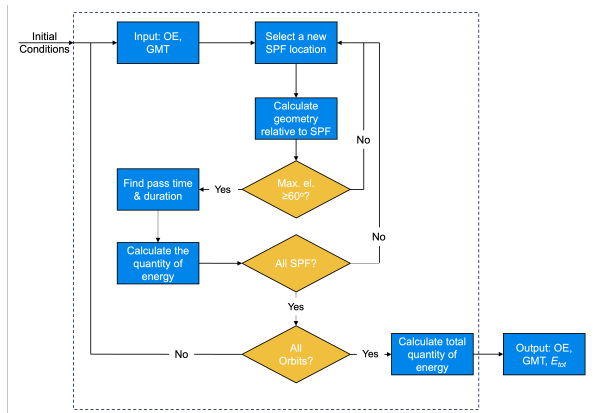 Initial
Conditions
Input: OE,
GMT
Select a new
SPF location
Calculate
geometry
relative to SPF
No
Find pass time
& duration
Yes
Max. el.
≥60º?
No
Calculate the
quantity of
energy
All SPF?
Yes
No
All
Orbits?
Yes
Calculate total
quantity of
energy
Output: OE,
GMT, Etot